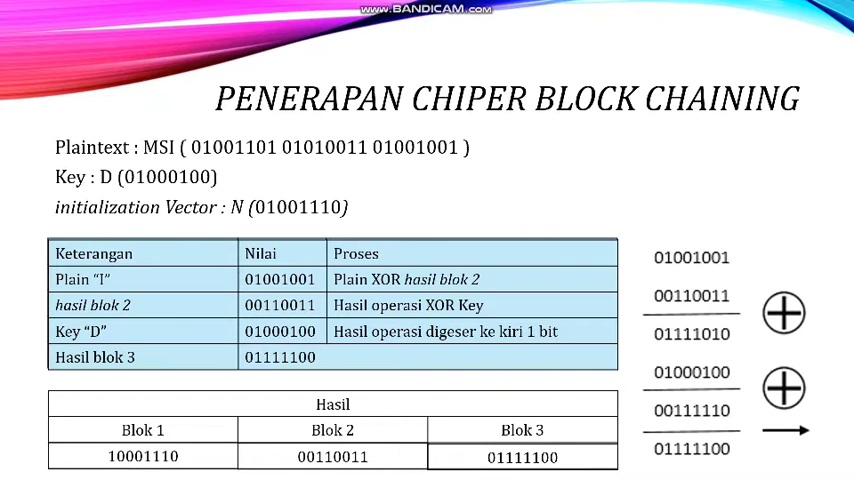 WWW.BANDICAM.COM
PENERAPAN CHIPER BLOCK CHAINING
Plaintext : MSI ( 01001101 01010011 01001001 )
Key : D (01000100)
initialization Vector : N (01001110)
Keterangan Nilai Proses
Plain “I” 01001001 Plain XOR hasil blok 2
hasil blok 2 00110011 Hasil operasi XOR Key
Key “D” 01000100 Hasil operasi digeser ke kiri 1 bit
Hasil blok 3 01111100
Hasil
Blok 1 Blok 2 Blok 3
10001110 00110011 01111100
01001001
00110011
01111010
01000100
00111110
01111100